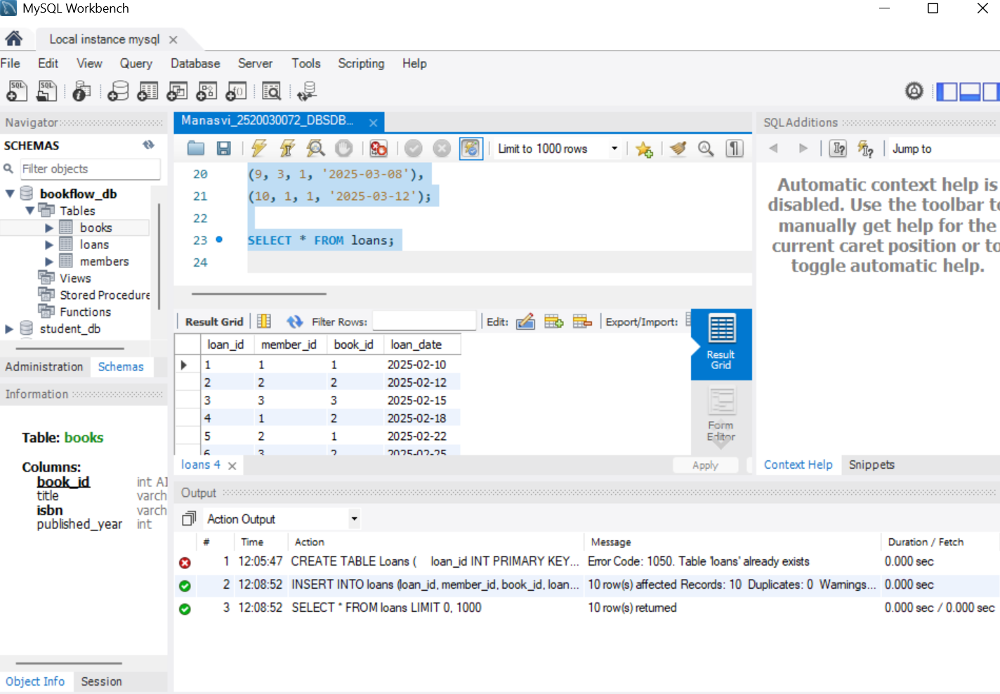 MySQL Workbench
Local instance mysql
File Edit View Query Database Server Tools Scripting Help
Navigator
SCHEMAS
Filter objects
bookflow_db
Tables
books
loans
members
Views
Stored Procedure
Functions
student_db
Administration Schemas
Information
Table: books
Columns:
book_id int AI
title varch
isbn varch
published_year int
Object Info Session
Manasvi_2520030072_DBSDB...
Limit to 1000 rows
20 (9, 3, 1, '2025-03-08'),
21 (10, 1, 1, '2025-03-12');
22
23 SELECT * FROM loans;
24
Result Grid Filter Rows: Edit: Export/Import:
loan_id member_id book_id loan_date
1 1 1 2025-02-10
2 2 2 2025-02-12
3 3 3 2025-02-15
4 1 2 2025-02-18
5 2 1 2025-02-22
6 3 2 2025-02-25
Result
Grid
Form
Editor
loans 4
Apply
SQLAdditions
Jump to
Automatic context help is
disabled. Use the toolbar to
manually get help for the
current caret position or to
toggle automatic help.
Context Help Snippets
Output
Action Output
# Time Action Message Duration / Fetch
1 12:05:47 CREATE TABLE Loans ( loan_id INT PRIMARY KEY... Error Code: 1050. Table 'loans' already exists 0.000 sec
2 12:08:52 INSERT INTO loans (loan_id, member_id, book_id, loan... 10 row(s) affected Records: 10 Duplicates: 0 Warnings... 0.000 sec
3 12:08:52 SELECT * FROM loans LIMIT 0, 1000 10 row(s) returned 0.000 sec / 0.000 sec